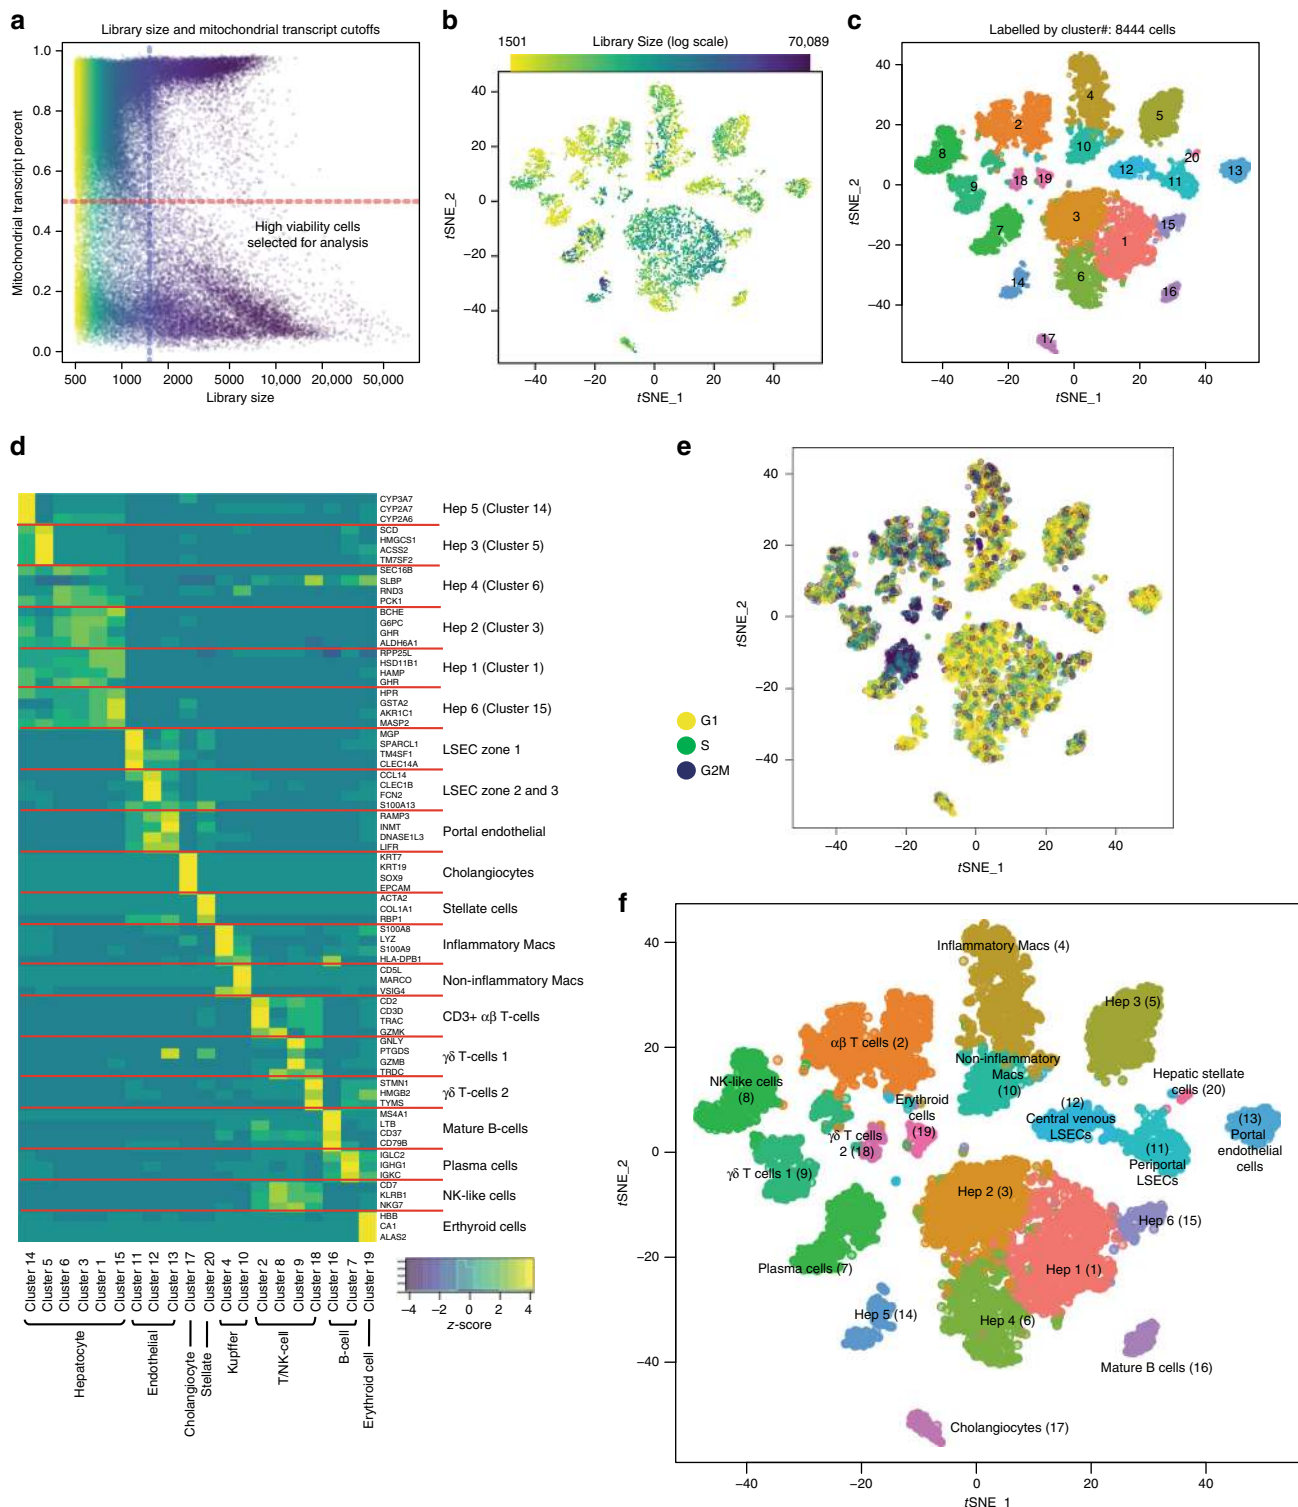 a
Library size and mitochondrial transcript cutoffs
Mitochondrial transcript percent
1.0
0.8
0.6
0.4
0.2
0.0
High viability cells
selected for analysis
500
1000
2000
5000
10,000
20,000
50,000
Library size
b
1501
Library Size (log scale)
70,089
tSNE_2
40
20
0
−20
−40
−40
−20
0
20
40
tSNE_1
c
Labelled by cluster#: 8444 cells
tSNE_2
40
20
0
−20
−40
4
5
2
10
8
20
12
13
11
9
18
19
3
15
7
1
6
14
16
17
−40
−20
0
20
40
tSNE_1
d
CYP3A7
CYP2A7
CYP2A6
Hep 5 (Cluster 14)
SCD
HMGCS1
ACSS2
TM7SF2
Hep 3 (Cluster 5)
SEC16B
SLBP
RND3
PCK1
Hep 4 (Cluster 6)
BCHE
G6PC
GHR
ALDH6A1
Hep 2 (Cluster 3)
RPP25L
HSD11B1
HAMP
GHR
Hep 1 (Cluster 1)
HPR
GSTA2
AKR1C1
MASP2
Hep 6 (Cluster 15)
MGP
SPARCL1
TM4SF1
CLEC14A
LSEC zone 1
CCL14
CLEC1B
FCN2
S100A13
LSEC zone 2 and 3
RAMP3
INMT
DNASE1L3
LIFR
Portal endothelial
KRT7
KRT19
SOX9
EPCAM
Cholangiocytes
ACTA2
COL1A1
RBP1
Stellate cells
S100A8
LYZ
S100A9
HLA-DPB1
Inflammatory Macs
CD5L
MARCO
VSIG4
Non-inflammatory Macs
CD2
CD3D
TRAC
GZMK
CD3+ αβ T-cells
GNLY
PTGDS
GZMB
TRDC
γδ T-cells 1
STMN1
HMGB2
TYMS
γδ T-cells 2
MS4A1
LTB
CD37
CD79B
Mature B-cells
IGLC2
IGHG1
IGKC
Plasma cells
CD7
KLRB1
NKG7
NK-like cells
HBB
CA1
ALAS2
Erthyroid cells
Cluster 14
Cluster 5
Cluster 6
Cluster 3
Cluster 1
Cluster 15
Cluster 11
Cluster 12
Cluster 13
Cluster 17
Cluster 20
Cluster 4
Cluster 10
Cluster 2
Cluster 8
Cluster 9
Cluster 18
Cluster 16
Cluster 7
Cluster 19
Hepatocyte
Endothelial
Cholangiocyte
Stellate
Kupffer
T/NK-cell
B-cell
Erythroid cell
−4
−2
0
2
4
z-score
e
tSNE_2
40
20
0
−20
−40
G1
S
G2M
−40
−20
0
20
40
tSNE_1
f
tSNE_2
40
20
0
−20
−40
Inflammatory Macs (4)
Hep 3 (5)
αβ T cells (2)
Non-inflammatory
Macs
(10)
NK-like cells
(8)
Hepatic stellate
cells (20)
Erythroid
cells
(19)
(12)
Central venous
LSECs
(13)
Portal
endothelial
cells
γδ T cells
2 (18)
(11)
Periportal
LSECs
γδ T cells 1 (9)
Hep 2 (3)
Hep 6 (15)
Plasma cells (7)
Hep 1 (1)
Hep 5 (14)
Hep 4 (6)
Mature B cells (16)
Cholangiocytes (17)
−40
−20
0
20
40
tSNE_1